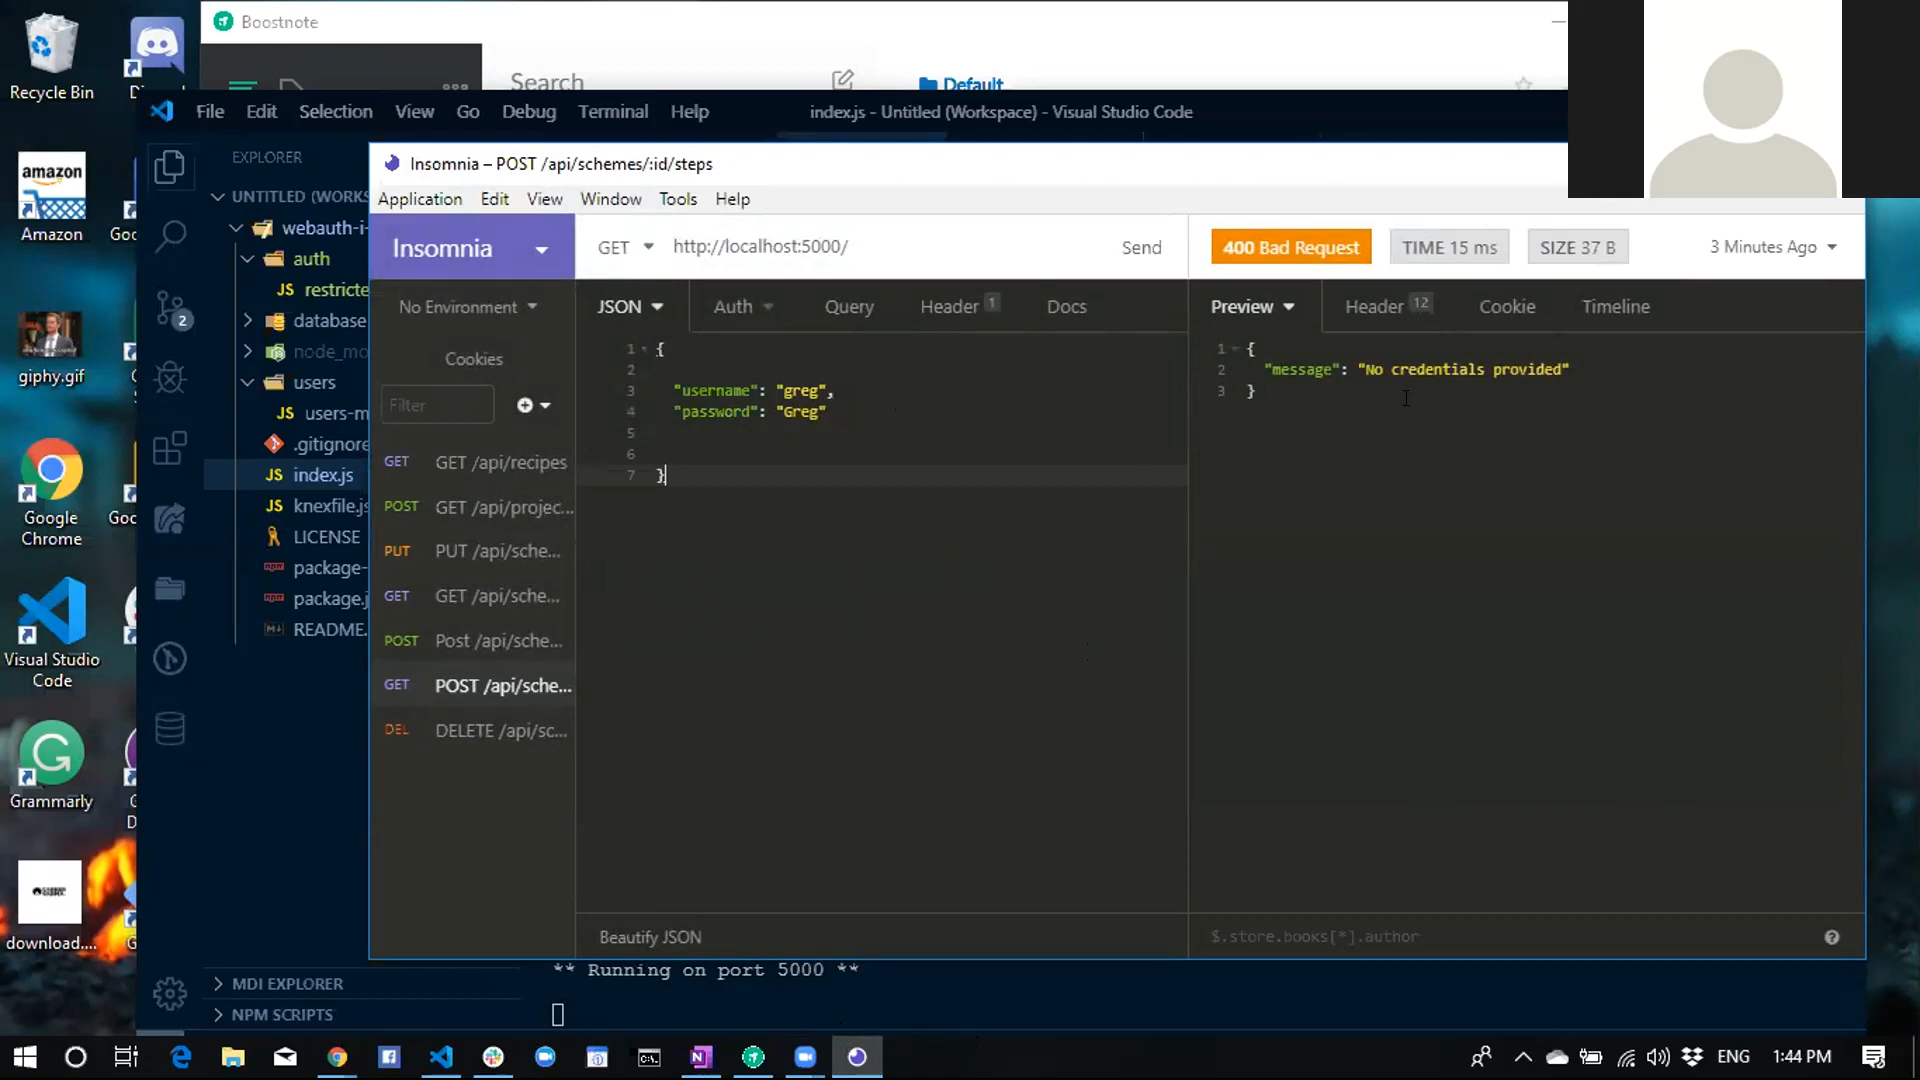 Recycle Bin
Amazon
amazon
giphy.gif
Google
Chrome
Visual Studio
Code
Grammarly
download....
Boostnote
Search
Default
File Edit Selection View Go Debug Terminal Help
index.js - Untitled (Workspace) - Visual Studio Code
EXPLORER
UNTITLED (WORKS
webauth-i-
auth
JS restricte
database
node_mo
users
JS users-m
.gitignore
JS index.js
JS knexfile.js
LICENSE
package-
package.j
README.
MDI EXPLORER
NPM SCRIPTS
2
Insomnia – POST /api/schemes/:id/steps
Application Edit View Window Tools Help
Insomnia
GET http://localhost:5000/ Send
400 Bad Request TIME 15 ms SIZE 37 B 3 Minutes Ago
No Environment
Cookies
Filter
GET GET /api/recipes
POST GET /api/projec...
PUT PUT /api/sche...
GET GET /api/sche...
POST Post /api/sche...
GET POST /api/sche...
DEL DELETE /api/sc...
JSON Auth Query Header 1 Docs
1 {
2
3 "username": "greg",
4 "password": "Greg"
5
6
7 }
Beautify JSON
Preview Header 12 Cookie Timeline
1 {
2 "message": "No credentials provided"
3 }
$.store.books[*].author
** Running on port 5000 **
ENG 1:44 PM